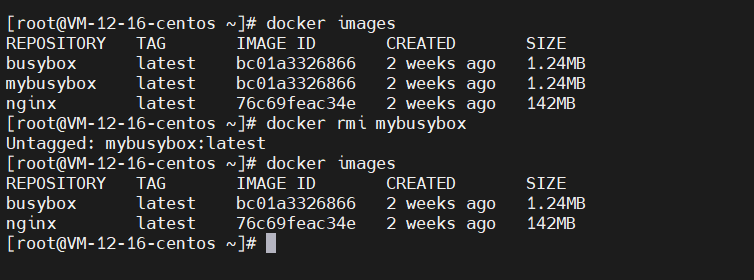 [root@VM-12-16-centos ~]# docker images
REPOSITORY   TAG       IMAGE ID       CREATED       SIZE
busybox      latest    bc01a3326866   2 weeks ago   1.24MB
mybusybox    latest    bc01a3326866   2 weeks ago   1.24MB
nginx        latest    76c69feac34e   2 weeks ago   142MB
[root@VM-12-16-centos ~]# docker rmi mybusybox
Untagged: mybusybox:latest
[root@VM-12-16-centos ~]# docker images
REPOSITORY   TAG       IMAGE ID       CREATED       SIZE
busybox      latest    bc01a3326866   2 weeks ago   1.24MB
nginx        latest    76c69feac34e   2 weeks ago   142MB
[root@VM-12-16-centos ~]#